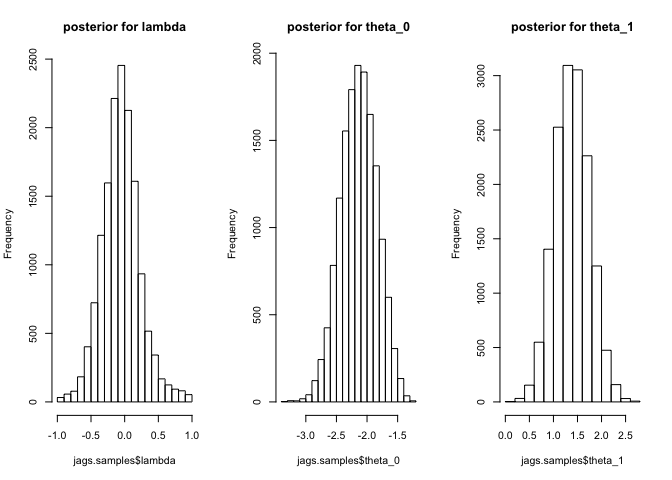 posterior for lambda
Frequency
0
500
1000
1500
2000
2500
-1.0 -0.5 0.0 0.5 1.0
jags.samples$lambda
posterior for theta_0
Frequency
0
500
1000
1500
2000
-3.0 -2.5 -2.0 -1.5
jags.samples$theta_0
posterior for theta_1
Frequency
0
500
1000
1500
2000
2500
3000
0.0 0.5 1.0 1.5 2.0 2.5
jags.samples$theta_1